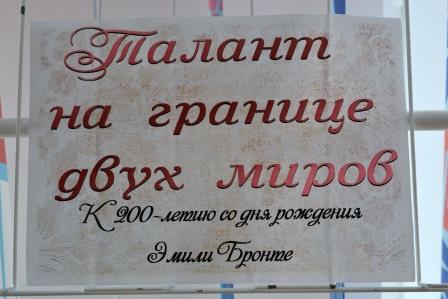 Талант
на границе
двух миров
К 200-летию со дня рождения
Эмили Бронте